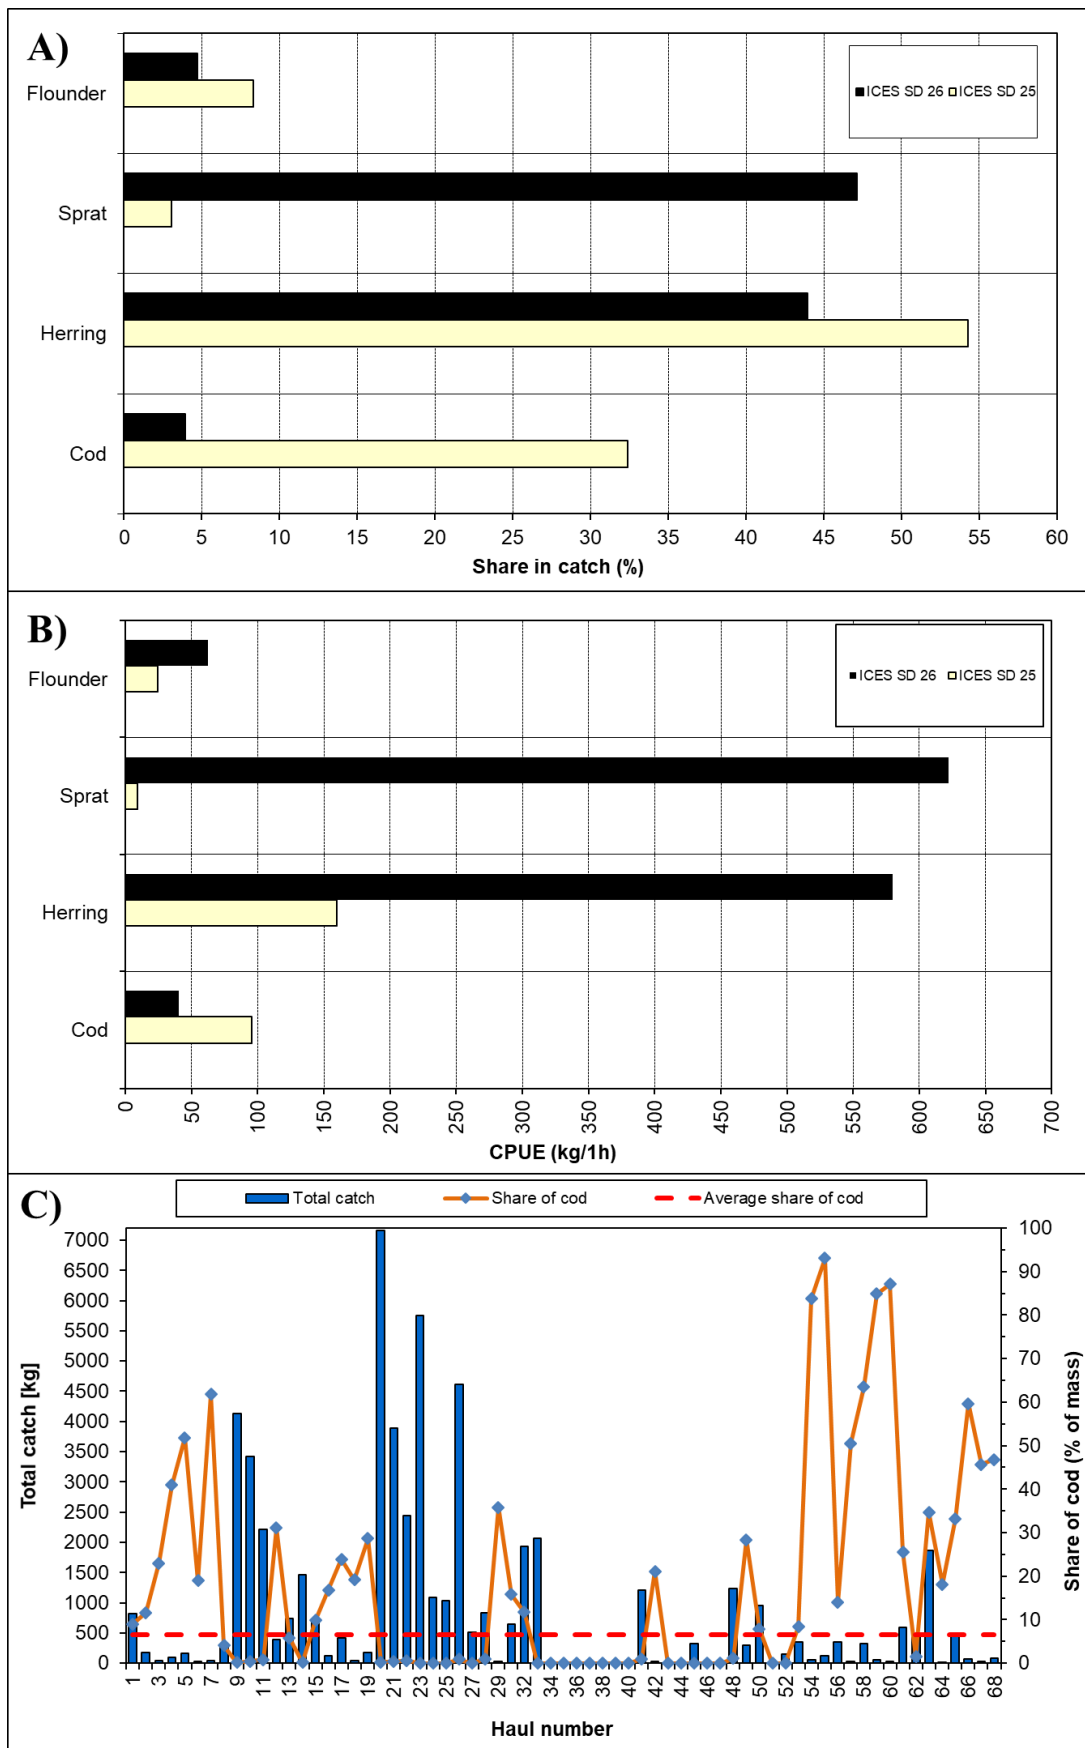 A)
ICES SD 26 ICES SD 25
Flounder
Sprat
Herring
Cod
0 5 10 15 20 25 30 35 40 45 50 55 60
Share in catch (%)
B)
ICES SD 26 ICES SD 25
Flounder
Sprat
Herring
Cod
0 50 100 150 200 250 300 350 400 450 500 550 600 650 700
CPUE (kg/1h)
C)
Total catch Share of cod Average share of cod
Total catch [kg]
7000
6500
6000
5500
5000
4500
4000
3500
3000
2500
2000
1500
1000
500
0
100
90
80
70
60
50
40
30
20
10
0
Share of cod (% of mass)
1 3 5 7 9 11 13 15 17 19 21 23 25 27 29 32 34 36 38 40 42 44 46 48 50 52 54 56 58 60 62 64 66 68
Haul number